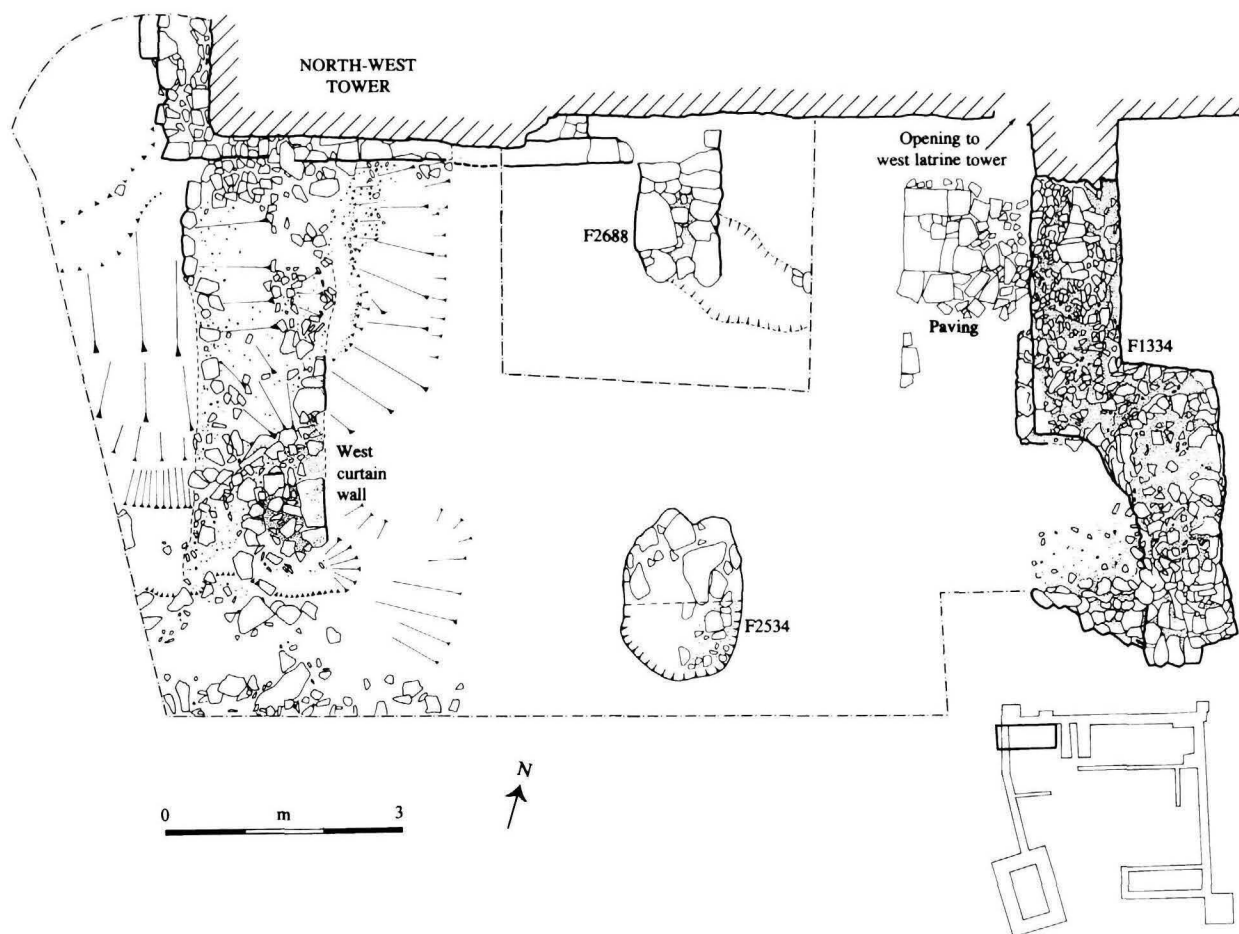 NORTH-WEST
TOWER
Opening to
west latrine tower
F2688
Paving
F1334
West
curtain
wall
F2534
N
0 m 3